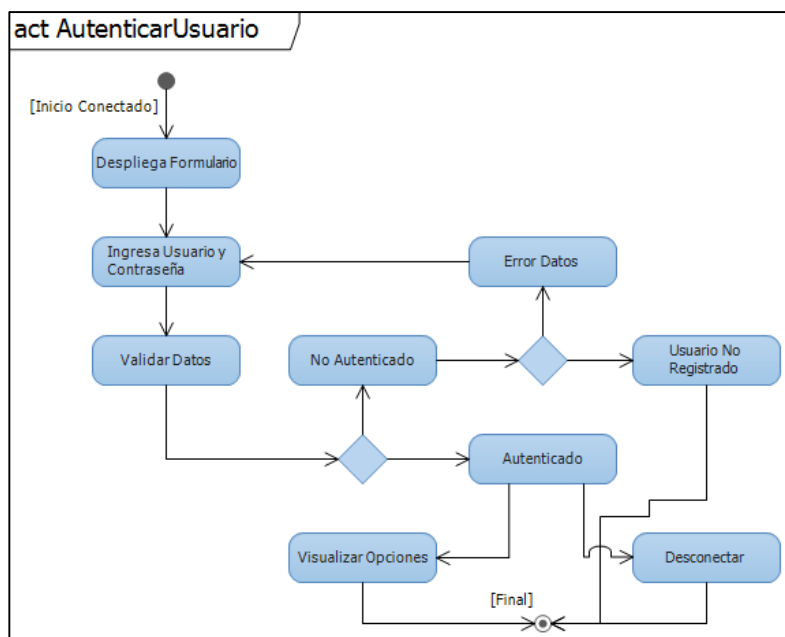 act AutenticarUsuario
[Inicio Conectado]
Despliega Formulario
Ingresa Usuario y
Contraseña
Error Datos
Validar Datos
No Autenticado
Usuario No
Registrado
Autenticado
Visualizar Opciones
Desconectar
[Final]